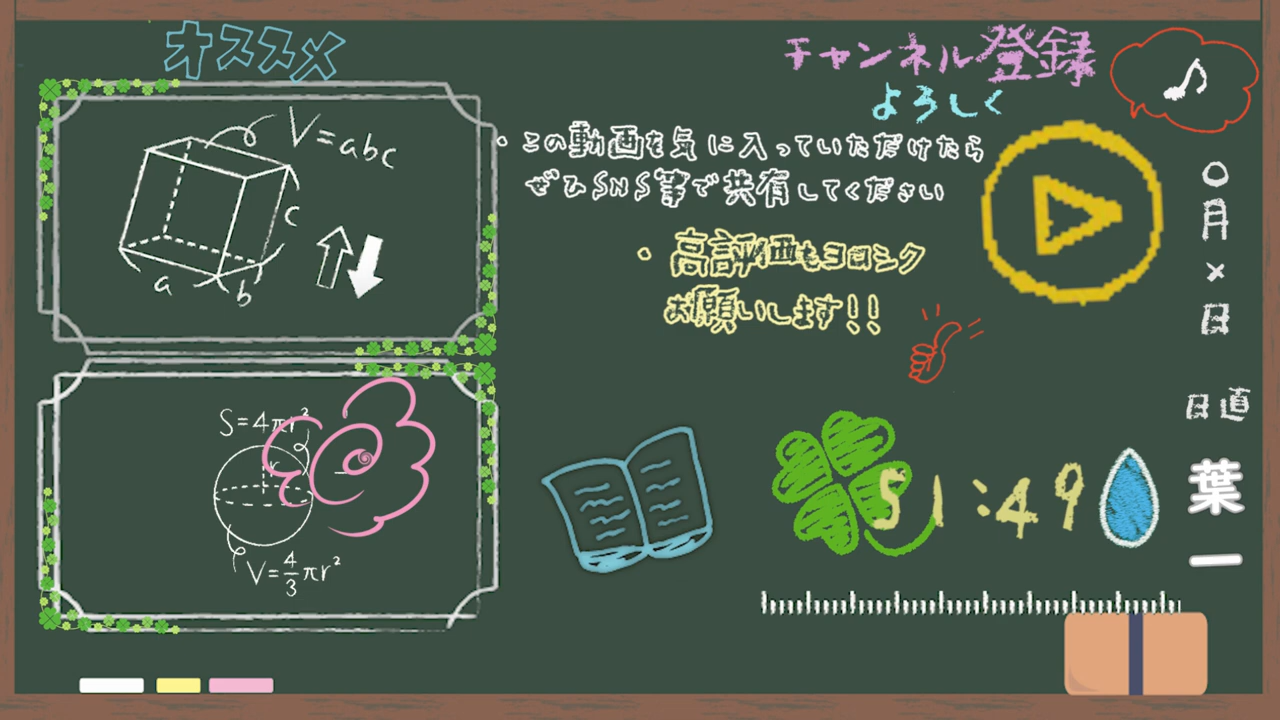 オススメ
V=abc
c
a
b
S=4πr²
r
V=4/3πr²
チャンネル登録
よろしく
・この動画を気に入っていただけたら
ぜひSNS等で共有してください
・高評価もヨロシク
お願いします!!
51:49
〇月×日
日直
葉一